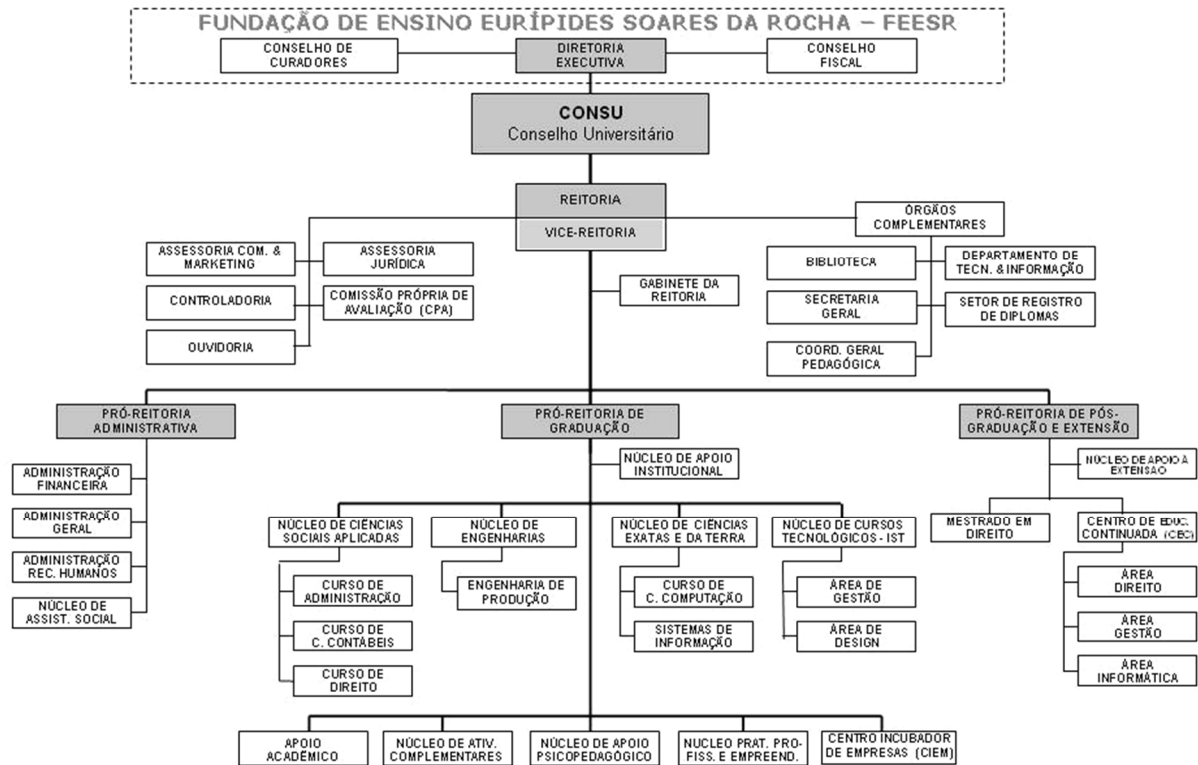 FUNDAÇÃO DE ENSINO EURÍPIDES SOARES DA ROCHA – FEESR
CONSELHO DE
CURADORES
DIRETORIA
EXECUTIVA
CONSELHO
FISCAL
CONSU
Conselho Universitário
REITORIA
VICE-REITORIA
ÓRGÃOS
COMPLEMENTARES
ASSESSORIA COM. &
MARKETING
ASSESSORIA
JURÍDICA
CONTROLADORIA
COMISSÃO PRÓPRIA DE
AVALIAÇÃO (CPA)
OUVIDORIA
GABINETE DA
REITORIA
BIBLIOTECA
DEPARTAMENTO DE
TECN. & INFORMAÇÃO
SECRETARIA
GERAL
SETOR DE REGISTRO
DE DIPLOMAS
COORD. GERAL
PEDAGÓGICA
PRÓ-REITORIA
ADMINISTRATIVA
PRÓ-REITORIA DE
GRADUAÇÃO
PRÓ-REITORIA DE PÓS-
GRADUAÇÃO E EXTENSÃO
ADMINISTRAÇÃO
FINANCEIRA
ADMINISTRAÇÃO
GERAL
ADMINISTRAÇÃO
REC. HUMANOS
NÚCLEO DE
ASSIST. SOCIAL
NÚCLEO DE APOIO
INSTITUCIONAL
NÚCLEO DE CIÊNCIAS
SOCIAIS APLICADAS
CURSO DE
ADMINISTRAÇÃO
CURSO DE
C. CONTÁBEIS
CURSO DE
DIREITO
NÚCLEO DE
ENGENHARIAS
ENGENHARIA DE
PRODUÇÃO
NÚCLEO DE CIÊNCIAS
EXATAS E DA TERRA
CURSO DE
C. COMPUTAÇÃO
SISTEMAS DE
INFORMAÇÃO
NÚCLEO DE CURSOS
TECNOLÓGICOS - IST
ÁREA DE
GESTÃO
ÁREA DE
DESIGN
NÚCLEO DE APOIO À
EXTENSÃO
MESTRADO EM
DIREITO
CENTRO DE EDUC.
CONTINUADA (CEC)
ÁREA
DIREITO
ÁREA
GESTÃO
ÁREA
INFORMÁTICA
APOIO
ACADÊMICO
NÚCLEO DE ATIV.
COMPLEMENTARES
NÚCLEO DE APOIO
PSICOPEDAGÓGICO
NUCLEO PRAT. PRO-
FISS. E EMPREEND.
CENTRO INCUBADOR
DE EMPRESAS (CIEM)